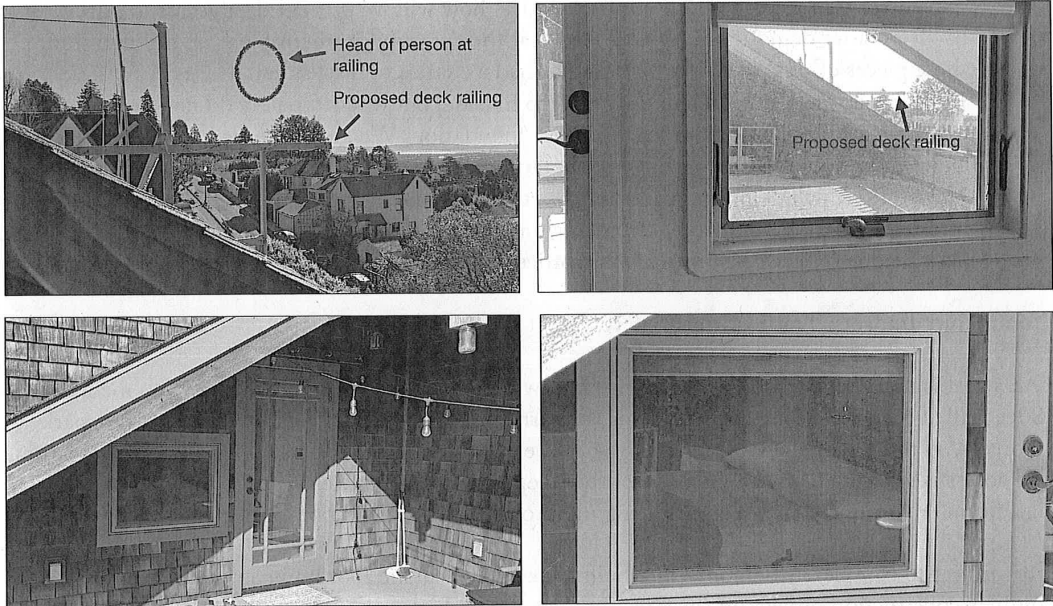 Head of person at
railing
Proposed deck railing
Proposed deck railing